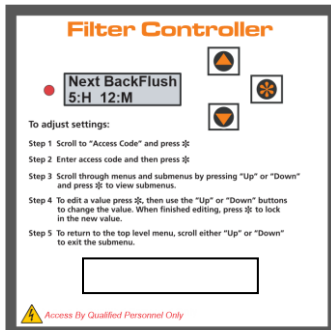 Filter Controller
Next BackFlush
5:H 12:M
To adjust settings:
Step 1 Scroll to "Access Code" and press ✻
Step 2 Enter access code and then press ✻
Step 3 Scroll through menus and submenus by pressing "Up" or "Down"
and press ✻ to view submenus.
Step 4 To edit a value press ✻, then use the "Up" or "Down" buttons
to change the value. When finished editing, press ✻ to lock
in the new value.
Step 5 To return to the top level menu, scroll either "Up" or "Down"
to exit the submenu.
Access By Qualified Personnel Only